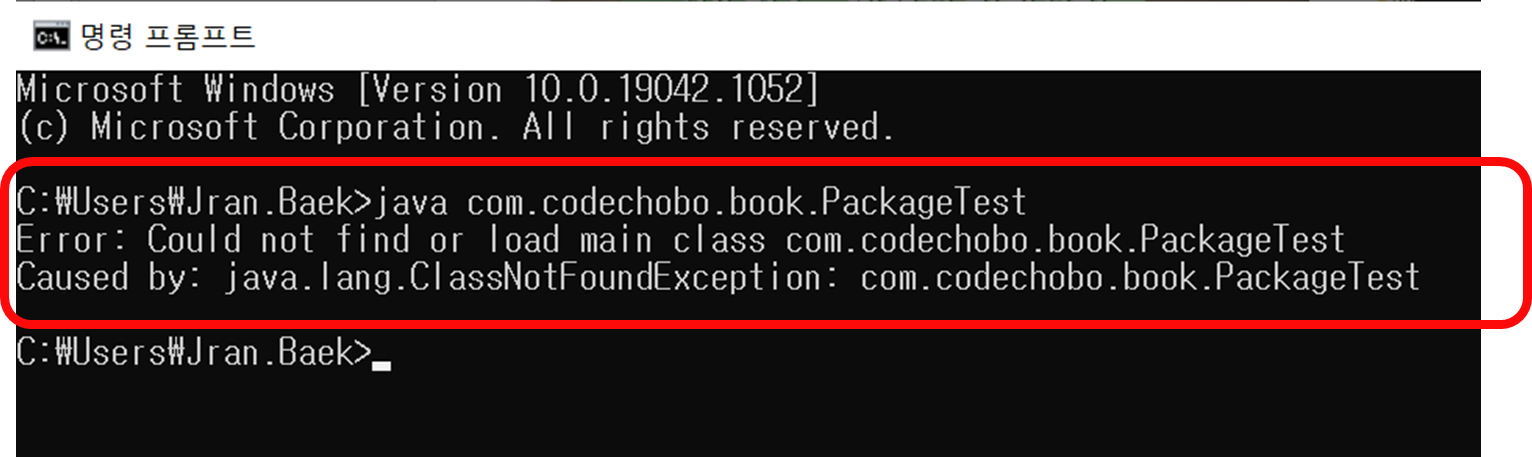 명령 프롬프트
Microsoft Windows [Version 10.0.19042.1052]
(c) Microsoft Corporation. All rights reserved.
C:₩Users₩Jran.Baek>java com.codechobo.book.PackageTest
Error: Could not find or load main class com.codechobo.book.PackageTest
Caused by: java.lang.ClassNotFoundException: com.codechobo.book.PackageTest
C:₩Users₩Jran.Baek>